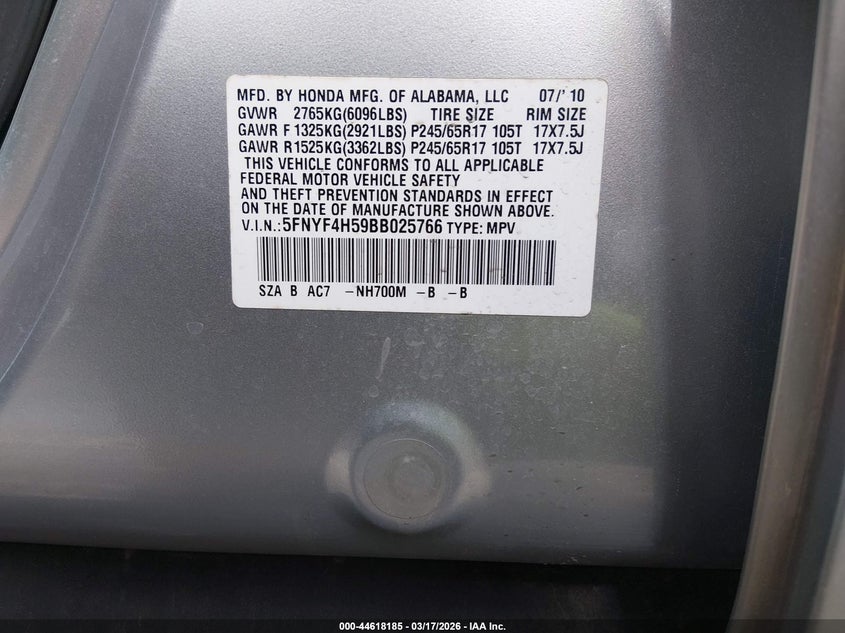 MFD. BY HONDA MFG. OF ALABAMA, LLC 07/'10
GVWR 2765KG(6096LBS) TIRE SIZE RIM SIZE
GAWR F 1325KG(2921LBS) P245/65R17 105T 17X7.5J
GAWR R1525KG(3362LBS) P245/65R17 105T 17X7.5J
THIS VEHICLE CONFORMS TO ALL APPLICABLE
FEDERAL MOTOR VEHICLE SAFETY
AND THEFT PREVENTION STANDARDS IN EFFECT
ON THE DATE OF MANUFACTURE SHOWN ABOVE.
V.I.N.:5FNYF4H59BB025766 TYPE: MPV
SZA B AC7 -NH700M -B -B
000-44618185 - 03/17/2026 - IAA Inc.